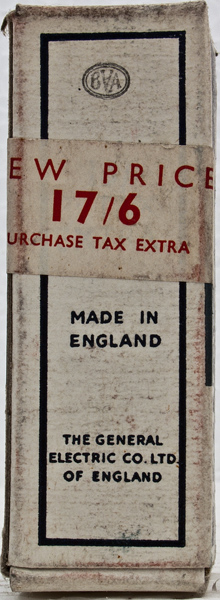 BVA
EW PRICE
17/6
URCHASE TAX EXTRA
MADE IN
ENGLAND
THE GENERAL
ELECTRIC CO. LTD.
OF ENGLAND